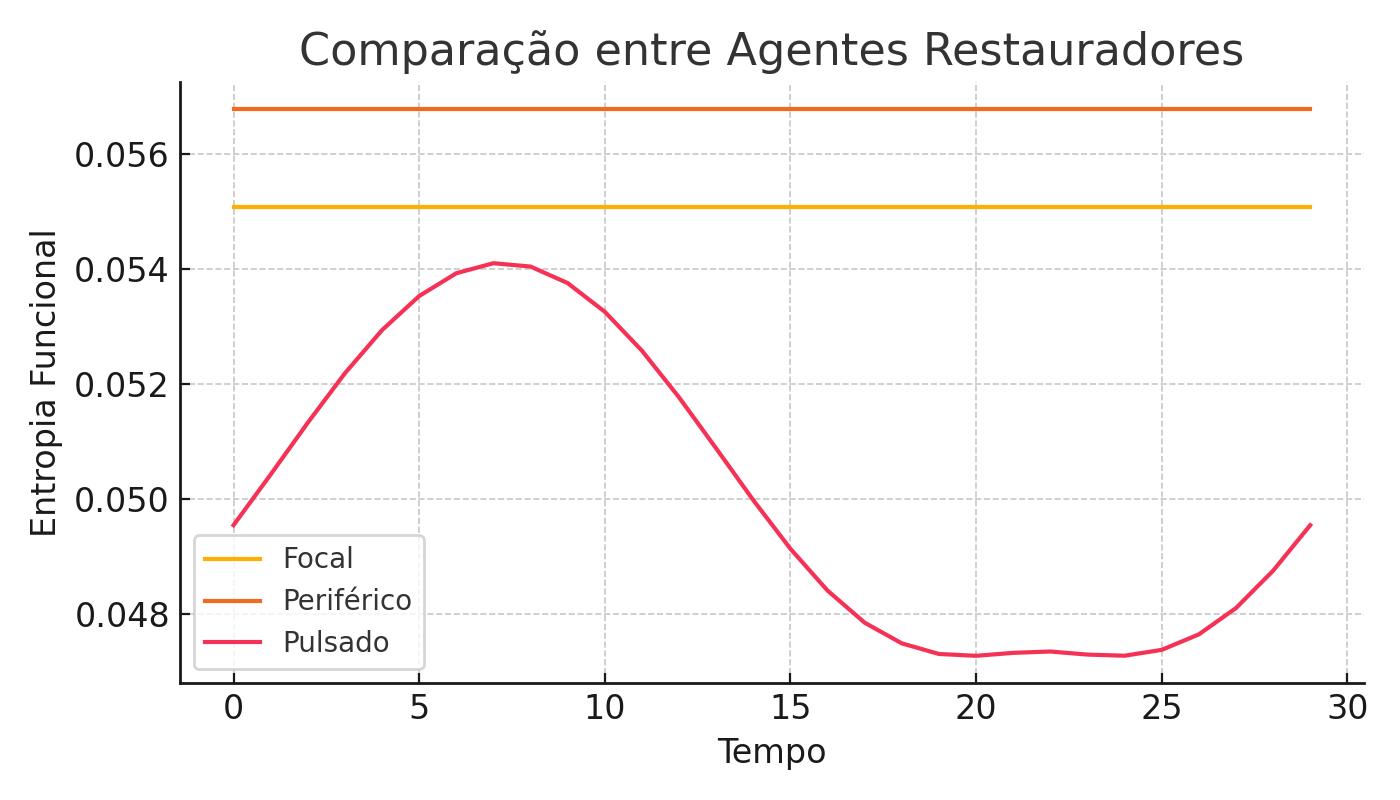 Comparação entre Agentes Restauradores
Entropia Funcional
0.056
0.054
0.052
0.050
0.048
Focal
Periférico
Pulsado
0 5 10 15 20 25 30
Tempo